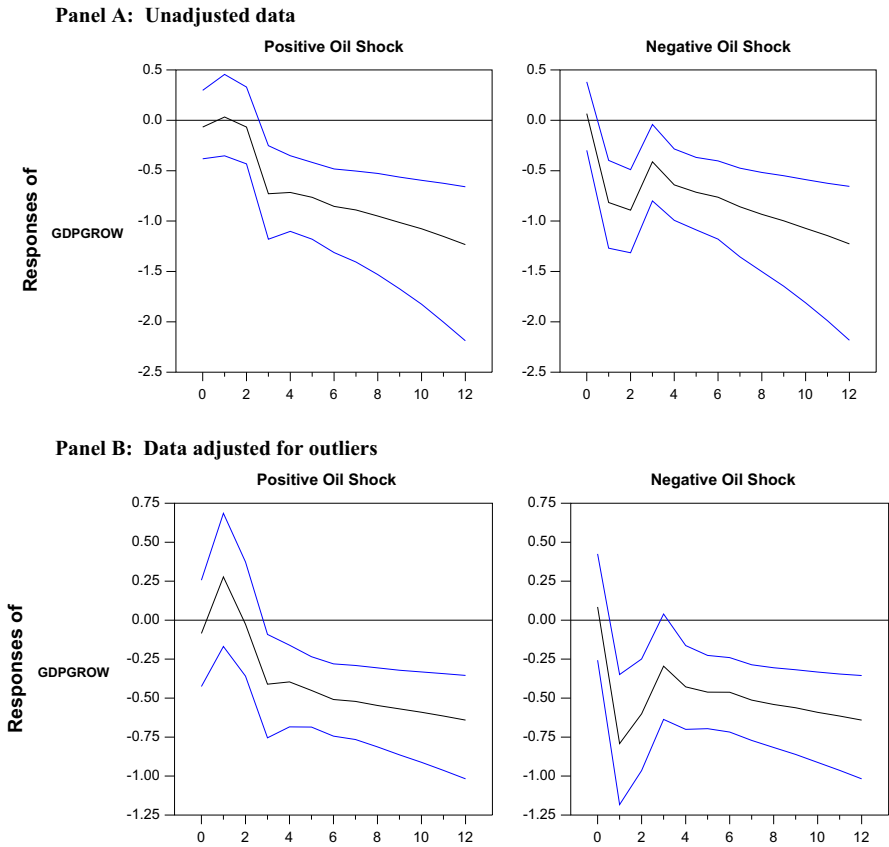 Panel A: Unadjusted data
Positive Oil Shock
Negative Oil Shock
0.5
0.0
-0.5
-1.0
-1.5
-2.0
-2.5
0 2 4 6 8 10 12
0.5
0.0
-0.5
-1.0
-1.5
-2.0
-2.5
0 2 4 6 8 10 12
Responses of
GDPGROW
Panel B: Data adjusted for outliers
Positive Oil Shock
Negative Oil Shock
0.75
0.50
0.25
0.00
-0.25
-0.50
-0.75
-1.00
-1.25
0 2 4 6 8 10 12
0.75
0.50
0.25
0.00
-0.25
-0.50
-0.75
-1.00
-1.25
0 2 4 6 8 10 12
Responses of
GDPGROW